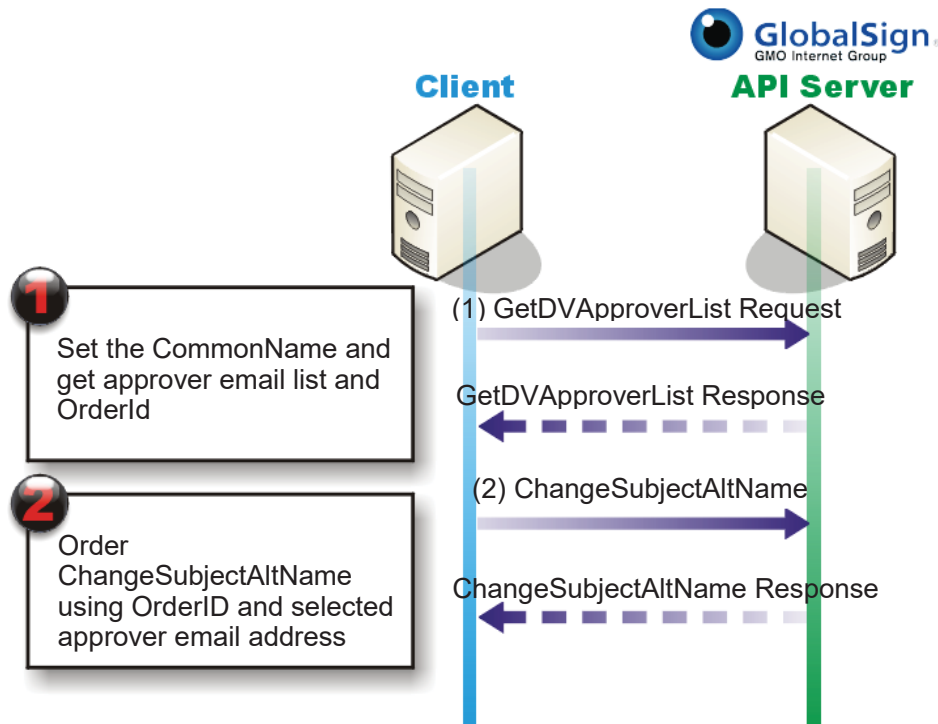 GlobalSign
GMO Internet Group
Client
API Server
1
Set the CommonName and
get approver email list and
OrderId
(1) GetDVApproverList Request
GetDVApproverList Response
2
Order
ChangeSubjectAltName
using OrderID and selected
approver email address
(2) ChangeSubjectAltName
ChangeSubjectAltName Response